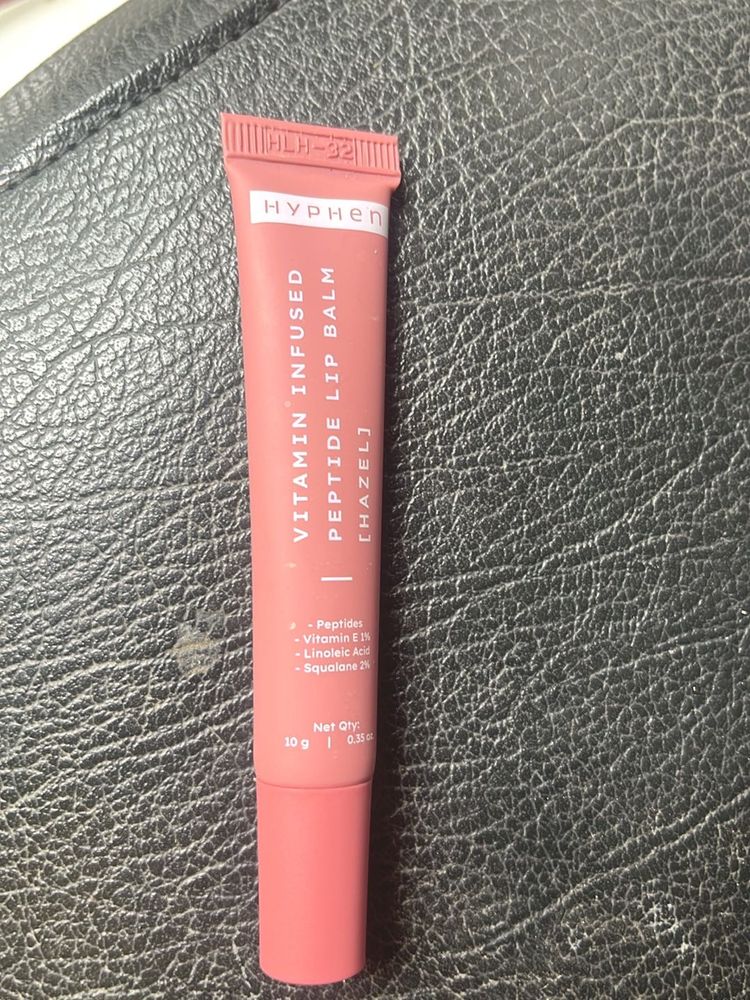 HLH-32
HYPHEN
VITAMIN INFUSED
PEPTIDE LIP BALM
[HAZEL]
- Peptides
- Vitamin E 1%
- Linoleic Acid
- Squalane 2%
Net Qty:
10 g | 0.35 oz